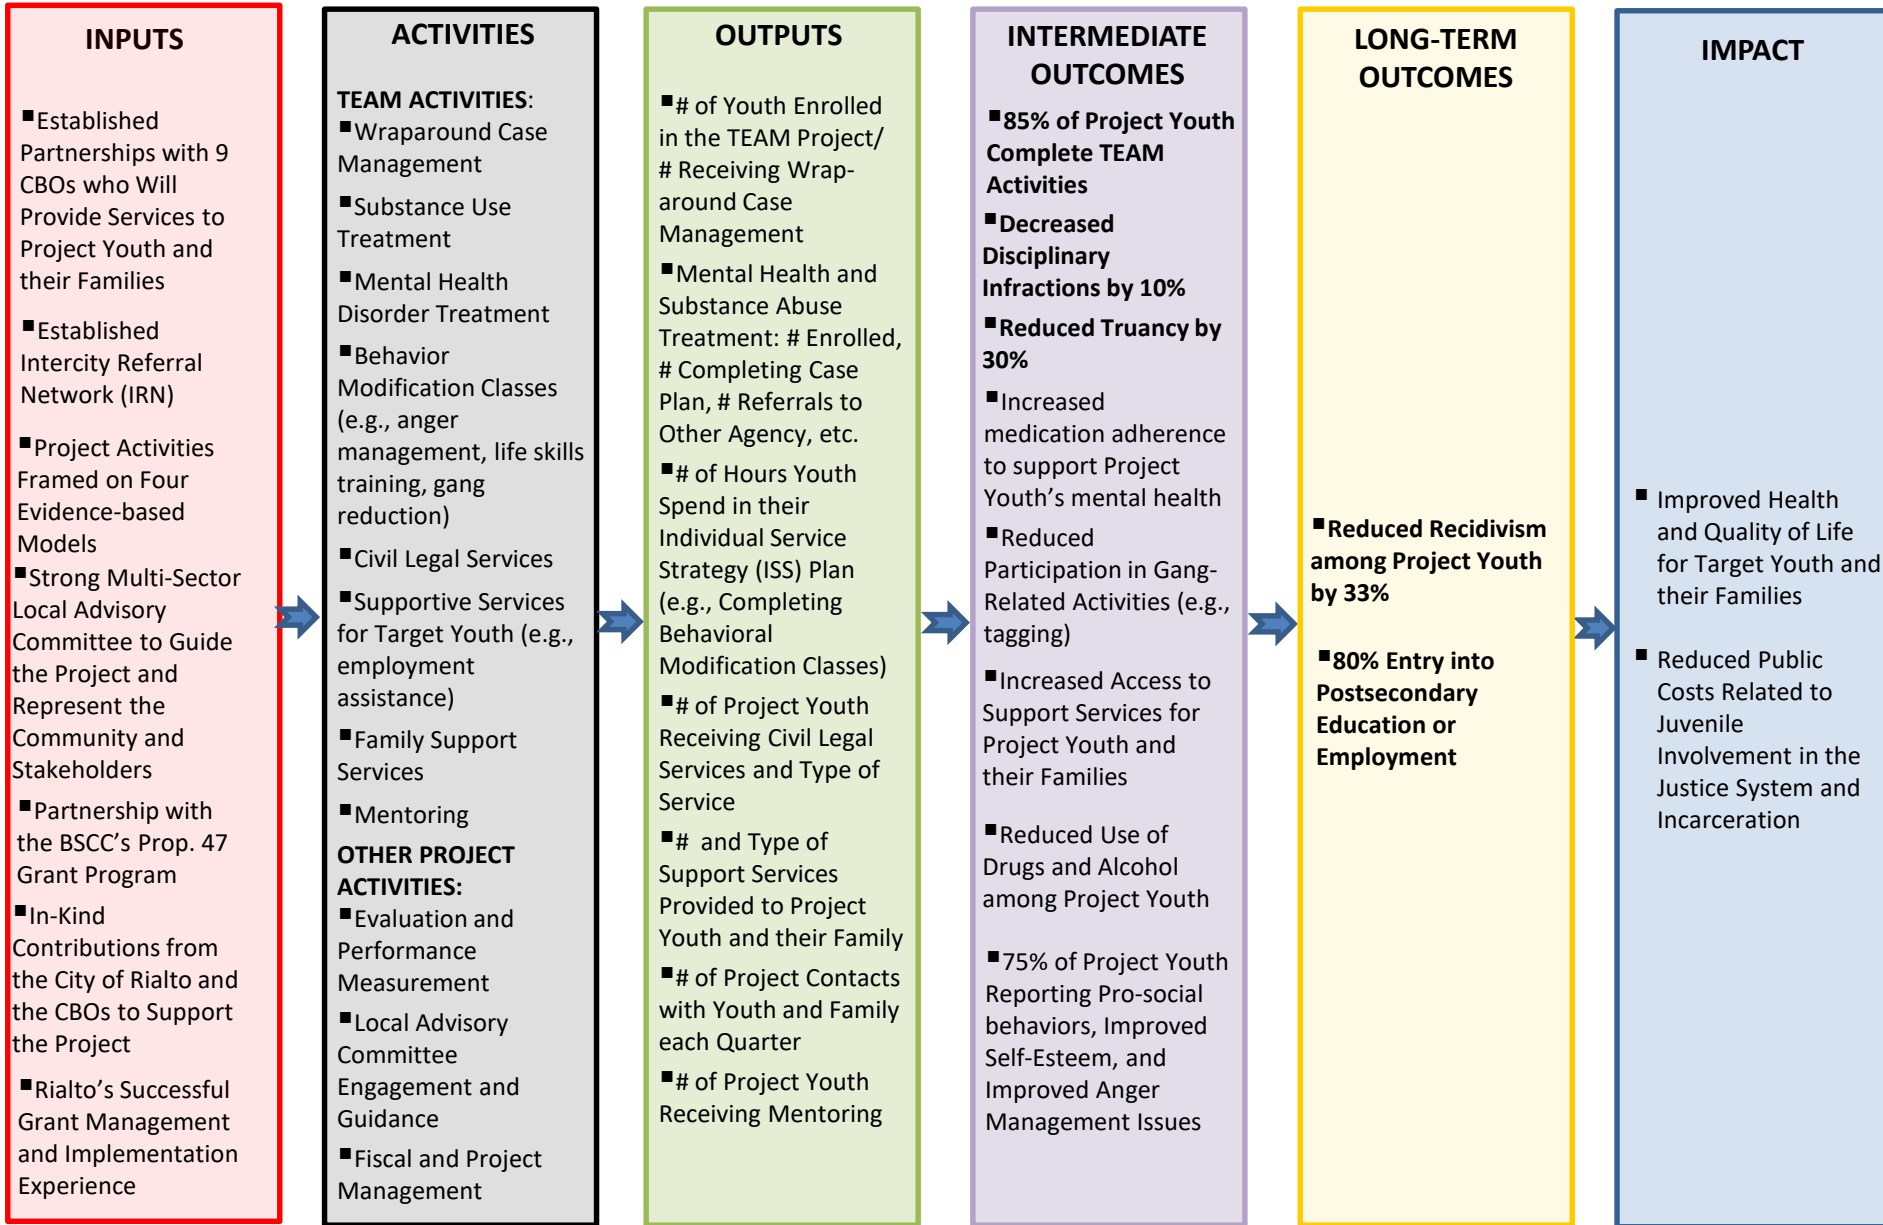 INPUTS
▪Established
Partnerships with 9
CBOs who Will
Provide Services to
Project Youth and
their Families
▪Established
Intercity Referral
Network (IRN)
▪Project Activities
Framed on Four
Evidence-based
Models
▪Strong Multi-Sector
Local Advisory
Committee to Guide
the Project and
Represent the
Community and
Stakeholders
▪Partnership with
the BSCC’s Prop. 47
Grant Program
▪In-Kind
Contributions from
the City of Rialto and
the CBOs to Support
the Project
▪Rialto’s Successful
Grant Management
and Implementation
Experience
ACTIVITIES
TEAM ACTIVITIES:
▪Wraparound Case
Management
▪Substance Use
Treatment
▪Mental Health
Disorder Treatment
▪Behavior
Modification Classes
(e.g., anger
management, life skills
training, gang
reduction)
▪Civil Legal Services
▪Supportive Services
for Target Youth (e.g.,
employment
assistance)
▪Family Support
Services
▪Mentoring
OTHER PROJECT
ACTIVITIES:
▪Evaluation and
Performance
Measurement
▪Local Advisory
Committee
Engagement and
Guidance
▪Fiscal and Project
Management
OUTPUTS
▪# of Youth Enrolled
in the TEAM Project/
# Receiving Wrap-
around Case
Management
▪Mental Health and
Substance Abuse
Treatment: # Enrolled,
# Completing Case
Plan, # Referrals to
Other Agency, etc.
▪# of Hours Youth
Spend in their
Individual Service
Strategy (ISS) Plan
(e.g., Completing
Behavioral
Modification Classes)
▪# of Project Youth
Receiving Civil Legal
Services and Type of
Service
▪# and Type of
Support Services
Provided to Project
Youth and their Family
▪# of Project Contacts
with Youth and Family
each Quarter
▪# of Project Youth
Receiving Mentoring
INTERMEDIATE
OUTCOMES
▪85% of Project Youth
Complete TEAM
Activities
▪Decreased
Disciplinary
Infractions by 10%
▪Reduced Truancy by
30%
▪Increased
medication adherence
to support Project
Youth’s mental health
▪Reduced
Participation in Gang-
Related Activities (e.g.,
tagging)
▪Increased Access to
Support Services for
Project Youth and
their Families
▪Reduced Use of
Drugs and Alcohol
among Project Youth
▪75% of Project Youth
Reporting Pro-social
behaviors, Improved
Self-Esteem, and
Improved Anger
Management Issues
LONG-TERM
OUTCOMES
▪Reduced Recidivism
among Project Youth
by 33%
▪80% Entry into
Postsecondary
Education or
Employment
IMPACT
▪ Improved Health
and Quality of Life
for Target Youth and
their Families
▪ Reduced Public
Costs Related to
Juvenile
Involvement in the
Justice System and
Incarceration